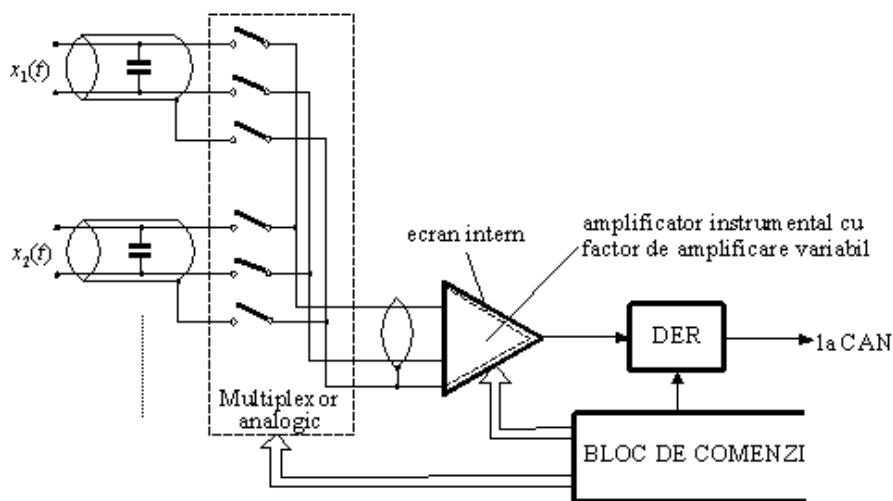 x₁(t)
x₂(t)
ecran intern
amplificator instrumental cu
factor de amplificare variabil
DER
la CAN
Multiplexor
analogic
BLOC DE COMENZI